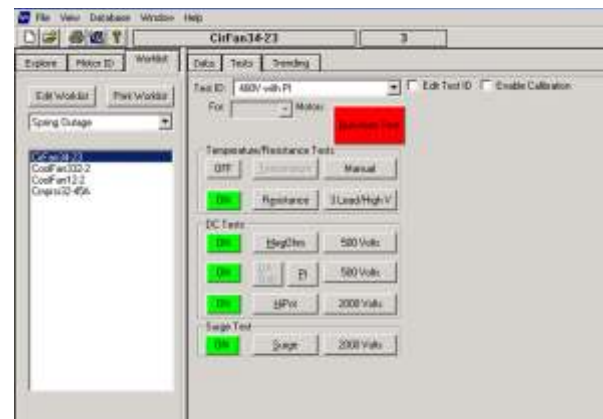 File View Database Window Help
CirFan34-23 3
Explore Motor ID Worklist
Edit Worklist Print Worklist
Spring Outage
CirFan34-23
CoolFan332-2
CoolFan12-2
Data Tests Trending
Test ID: 480V with PI Edit Test ID Enable Calibration
For: Motors
Temperature/Resistance Tests
OFF Temperature Manual
ON Resistance 3 Lead/High V
DC Tests
ON MegOhm 500 Volts
ON PI 500 Volts
ON HiPot 2000 Volts
Surge Test
ON Surge 2000 Volts